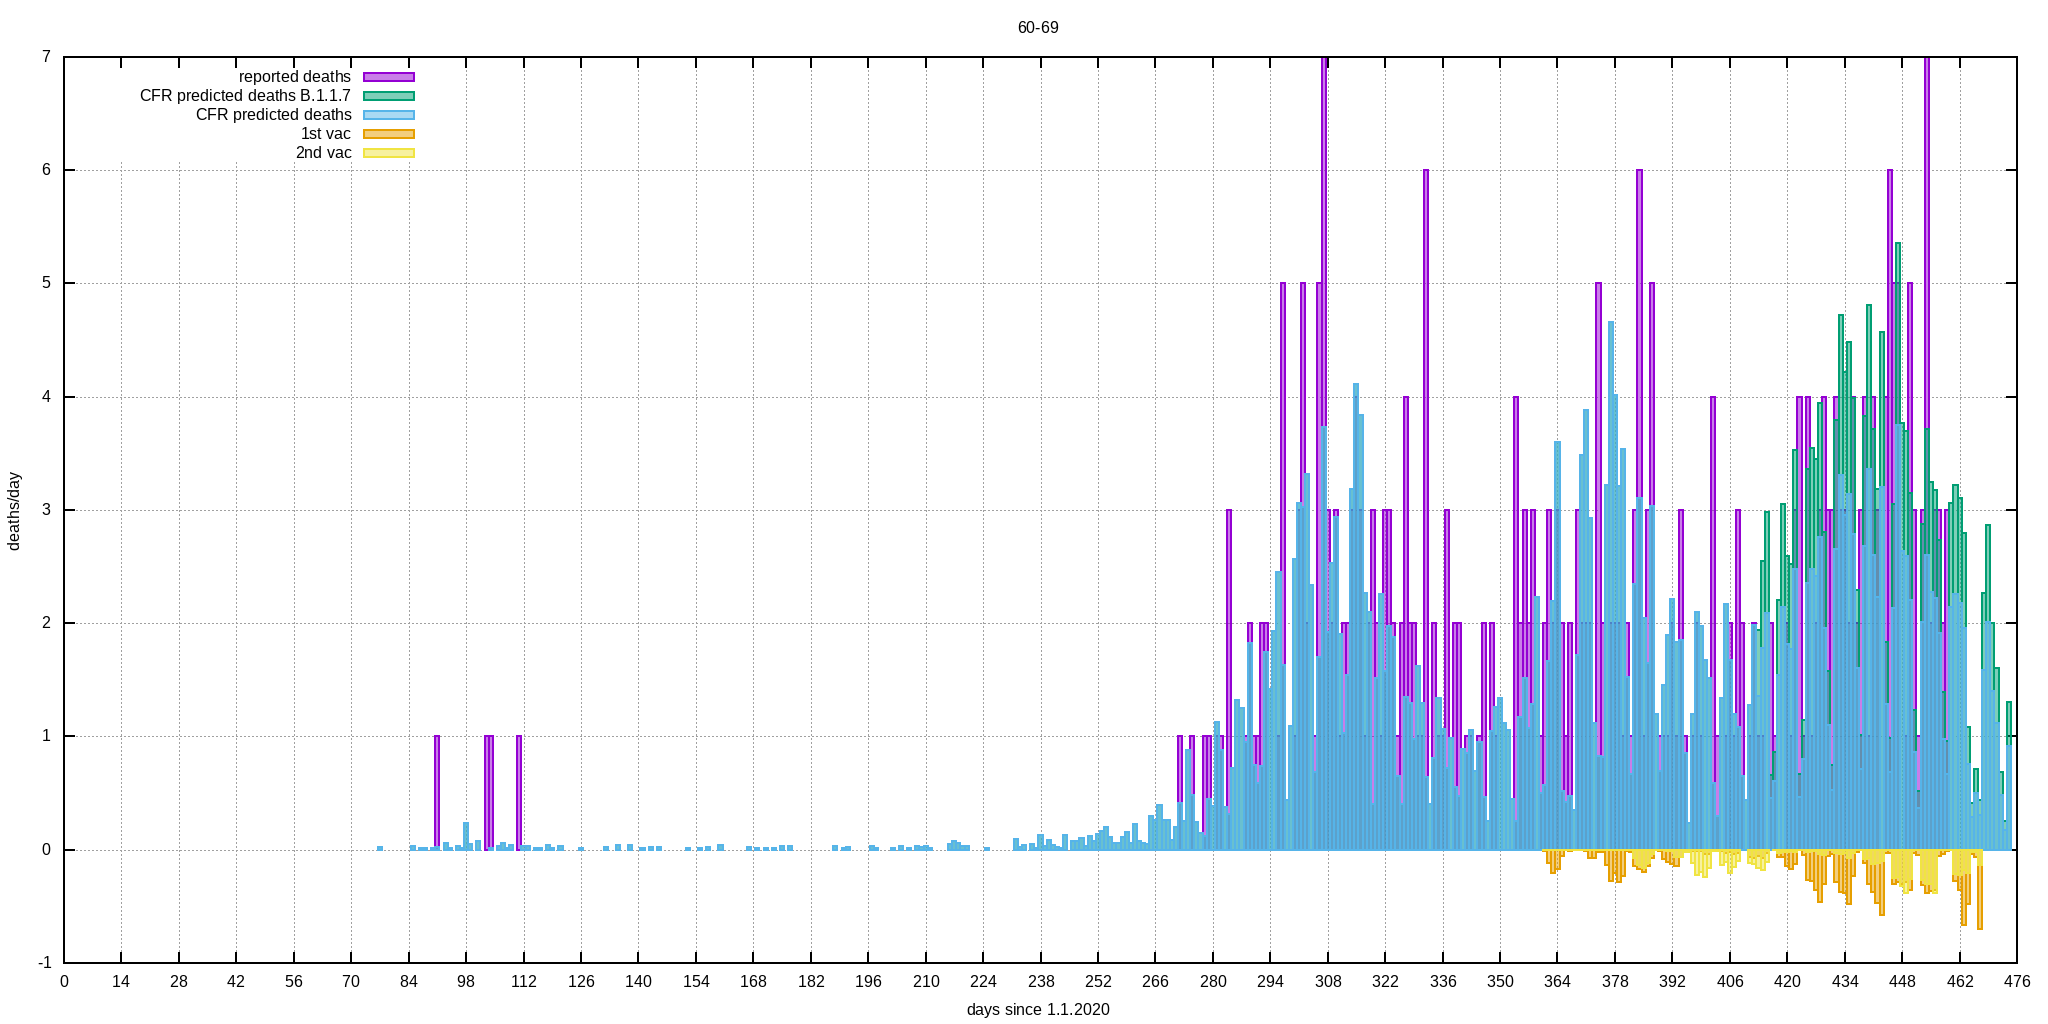 60-69
reported deaths
CFR predicted deaths B.1.1.7
CFR predicted deaths
1st vac
2nd vac
7
6
5
4
3
2
1
0
-1
deaths/day
0 14 28 42 56 70 84 98 112 126 140 154 168 182 196 210 224 238 252 266 280 294 308 322 336 350 364 378 392 406 420 434 448 462 476
days since 1.1.2020